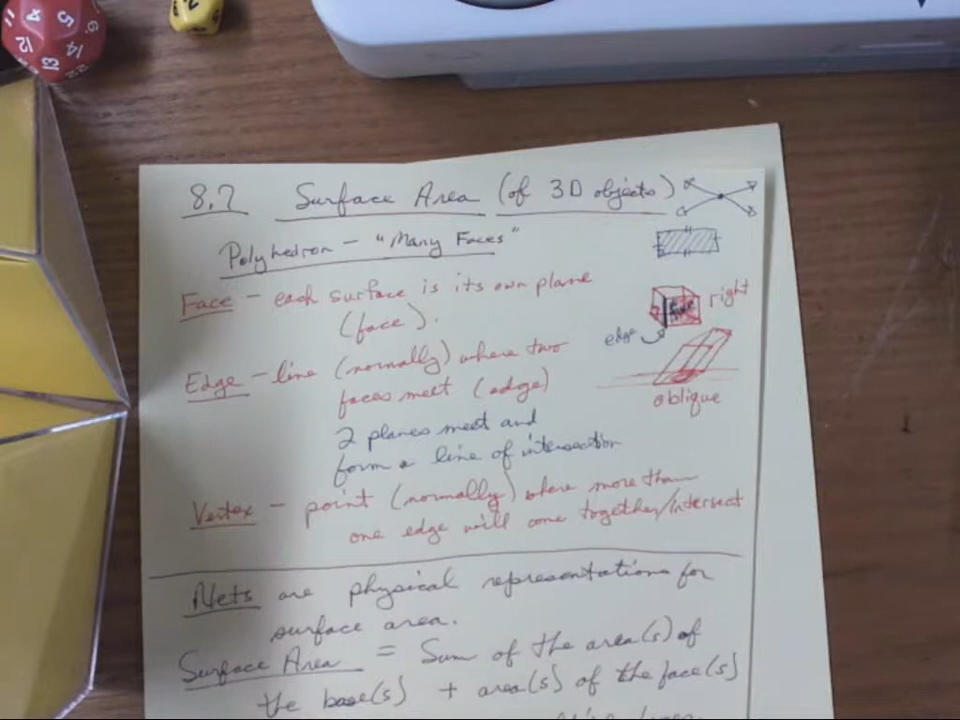 8.7 Surface Area (of 3D objects)
Polyhedron - "Many Faces"
Face - each surface is its own plane
(face).
right
edge
Edge - line (normally) where two
faces meet (edge)
oblique
2 planes meet and
form a line of intersection
Vertex - point (normally) where more than
one edge will come together/intersect
Nets are physical representations for
surface area.
Surface Area = Sum of the area(s) of
the base(s) + area(s) of the face(s)